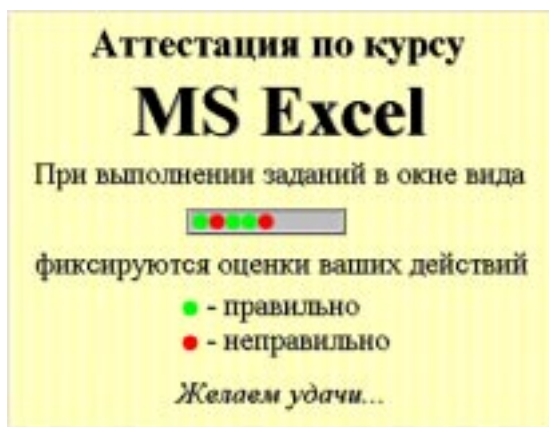 Аттестация по курсу
MS Excel
При выполнении заданий в окне вида
фиксируются оценки ваших действий
- правильно
- неправильно
Желаем удачи...